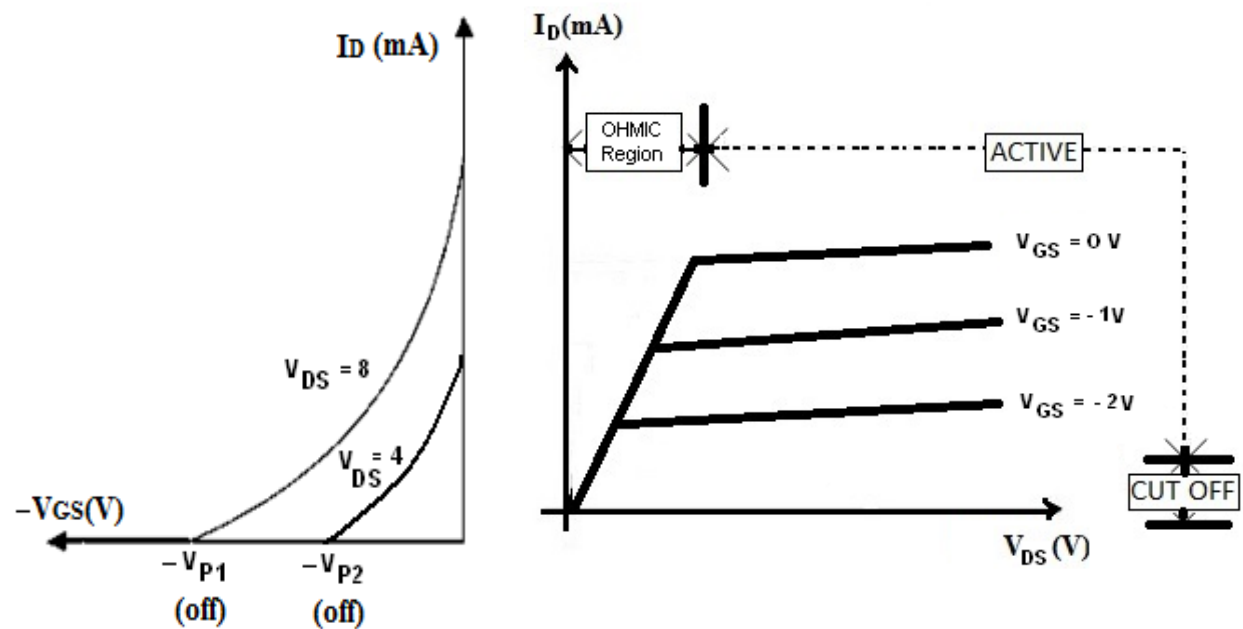 ID (mA)
VDS = 8
VDS = 4
–VGS(V)
–VP1
(off)
–VP2
(off)
ID(mA)
OHMIC
Region
ACTIVE
VGS = 0 V
VGS = - 1V
VGS = - 2V
CUT OFF
VDS (V)